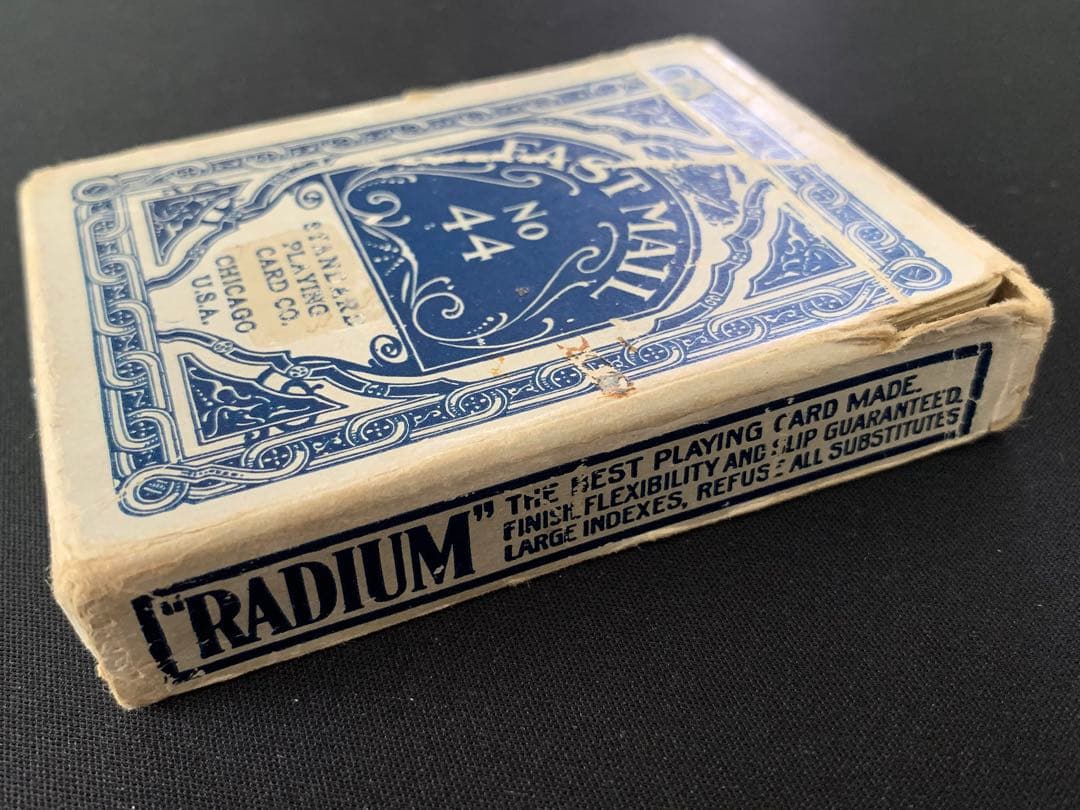 FAST MAIL
NO
44
STANDARD
PLAYING
CARD CO.
CHICAGO
U.S.A.
"RADIUM"
THE BEST PLAYING CARD MADE.
FINISH, FLEXIBILITY AND SLIP GUARANTEED.
LARGE INDEXES, REFUSE ALL SUBSTITUTES